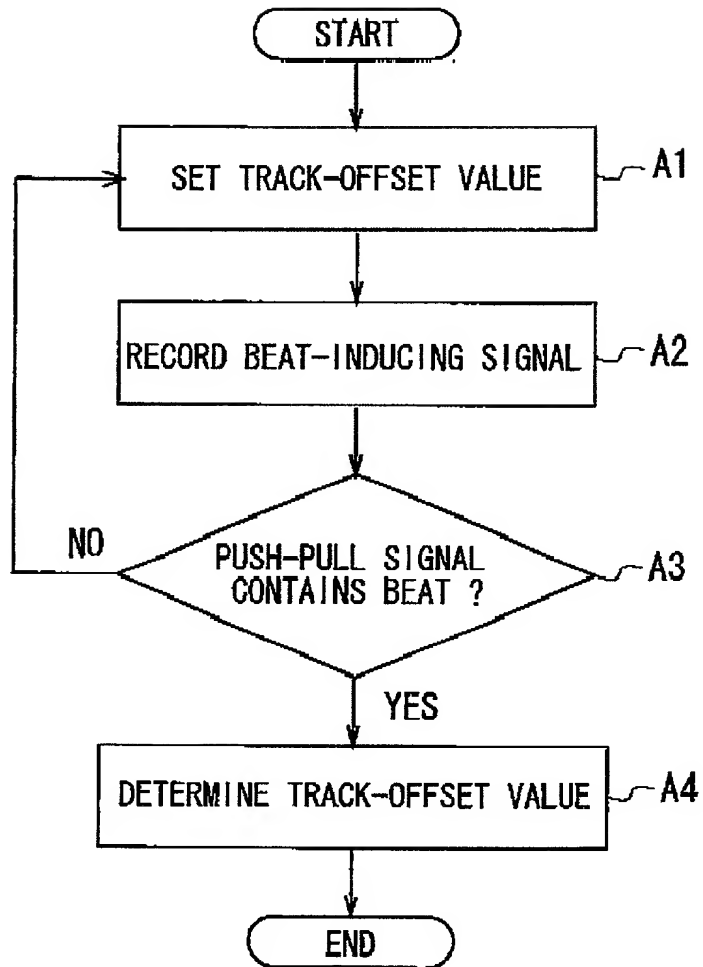 START
SET TRACK-OFFSET VALUE
A1
RECORD BEAT-INDUCING SIGNAL
A2
NO
PUSH-PULL SIGNAL
CONTAINS BEAT ?
A3
YES
DETERMINE TRACK-OFFSET VALUE
A4
END